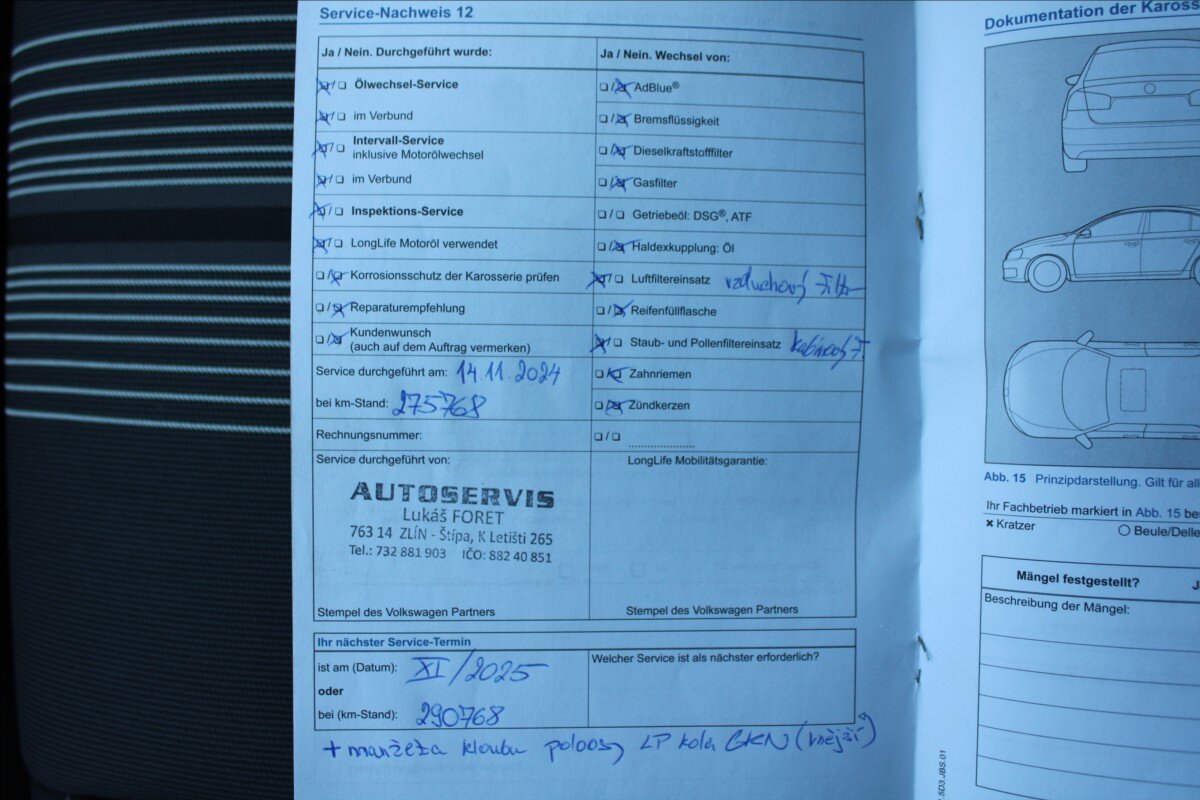 Service-Nachweis 12
Ja / Nein. Durchgeführt wurde:
Ölwechsel-Service
im Verbund
Intervall-Service
inklusive Motorölwechsel
im Verbund
Inspektions-Service
LongLife Motoröl verwendet
Korrosionsschutz der Karosserie prüfen
Reparaturempfehlung
Kundenwunsch
(auch auf dem Auftrag vermerken)
Service durchgeführt am: 14.11.2024
bei km-Stand: 275768
Rechnungsnummer:
Service durchgeführt von:
AUTOSERVIS
Lukáš FORET
763 14 ZLÍN - Štípa, K Letišti 265
Tel.: 732 881 903 IČO: 882 40 851
Stempel des Volkswagen Partners
Ja / Nein. Wechsel von:
AdBlue®
Bremsflüssigkeit
Dieselkraftstofffilter
Gasfilter
Getriebeöl: DSG®, ATF
Haldexkupplung: Öl
Luftfiltereinsatz vzduchový filtr
Reifenfüllflasche
Staub- und Pollenfiltereinsatz kabinový F.
Zahnriemen
Zündkerzen
LongLife Mobilitätsgarantie:
Stempel des Volkswagen Partners
Ihr nächster Service-Termin
ist am (Datum): XI/2025
oder
bei (km-Stand): 290768
Welcher Service ist als nächster erforderlich?
+ manžeta kloubu poloosy LP kola GKN (vnější)
Dokumentation der Kaross
Abb. 15 Prinzipdarstellung. Gilt für all
Ihr Fachbetrieb markiert in Abb. 15 bes
× Kratzer
Beule/Delle
Mängel festgestellt?
J
Beschreibung der Mängel:
.5D3.JBS.01